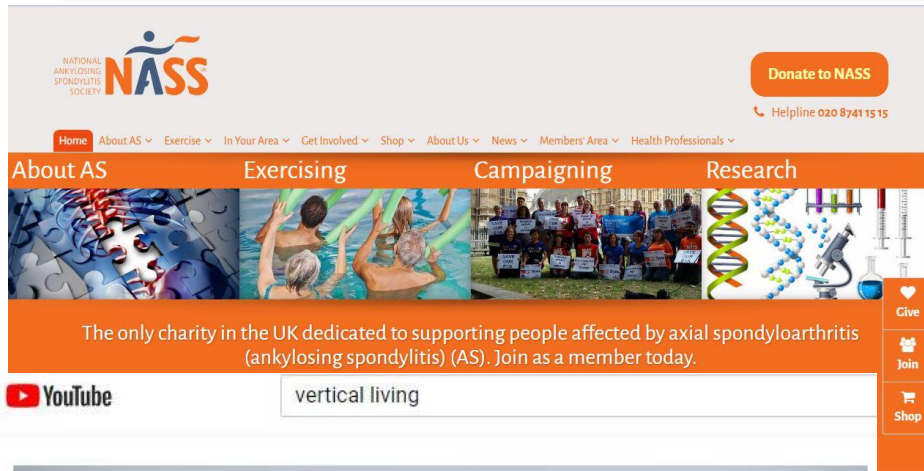 NATIONAL
ANKYLOSING
SPONDYLITIS
SOCIETY
NASS
Donate to NASS
Helpline 020 8741 15 15
Home About AS Exercise In Your Area Get Involved Shop About Us News Members' Area Health Professionals
About AS Exercising Campaigning Research
Give
The only charity in the UK dedicated to supporting people affected by axial spondyloarthritis
(ankylosing spondylitis) (AS). Join as a member today.
Join
YouTube vertical living
Shop